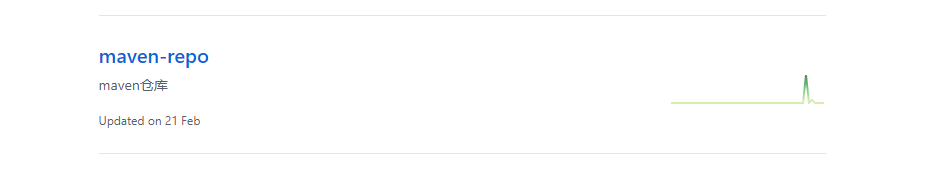 maven-repo
maven仓库
Updated on 21 Feb